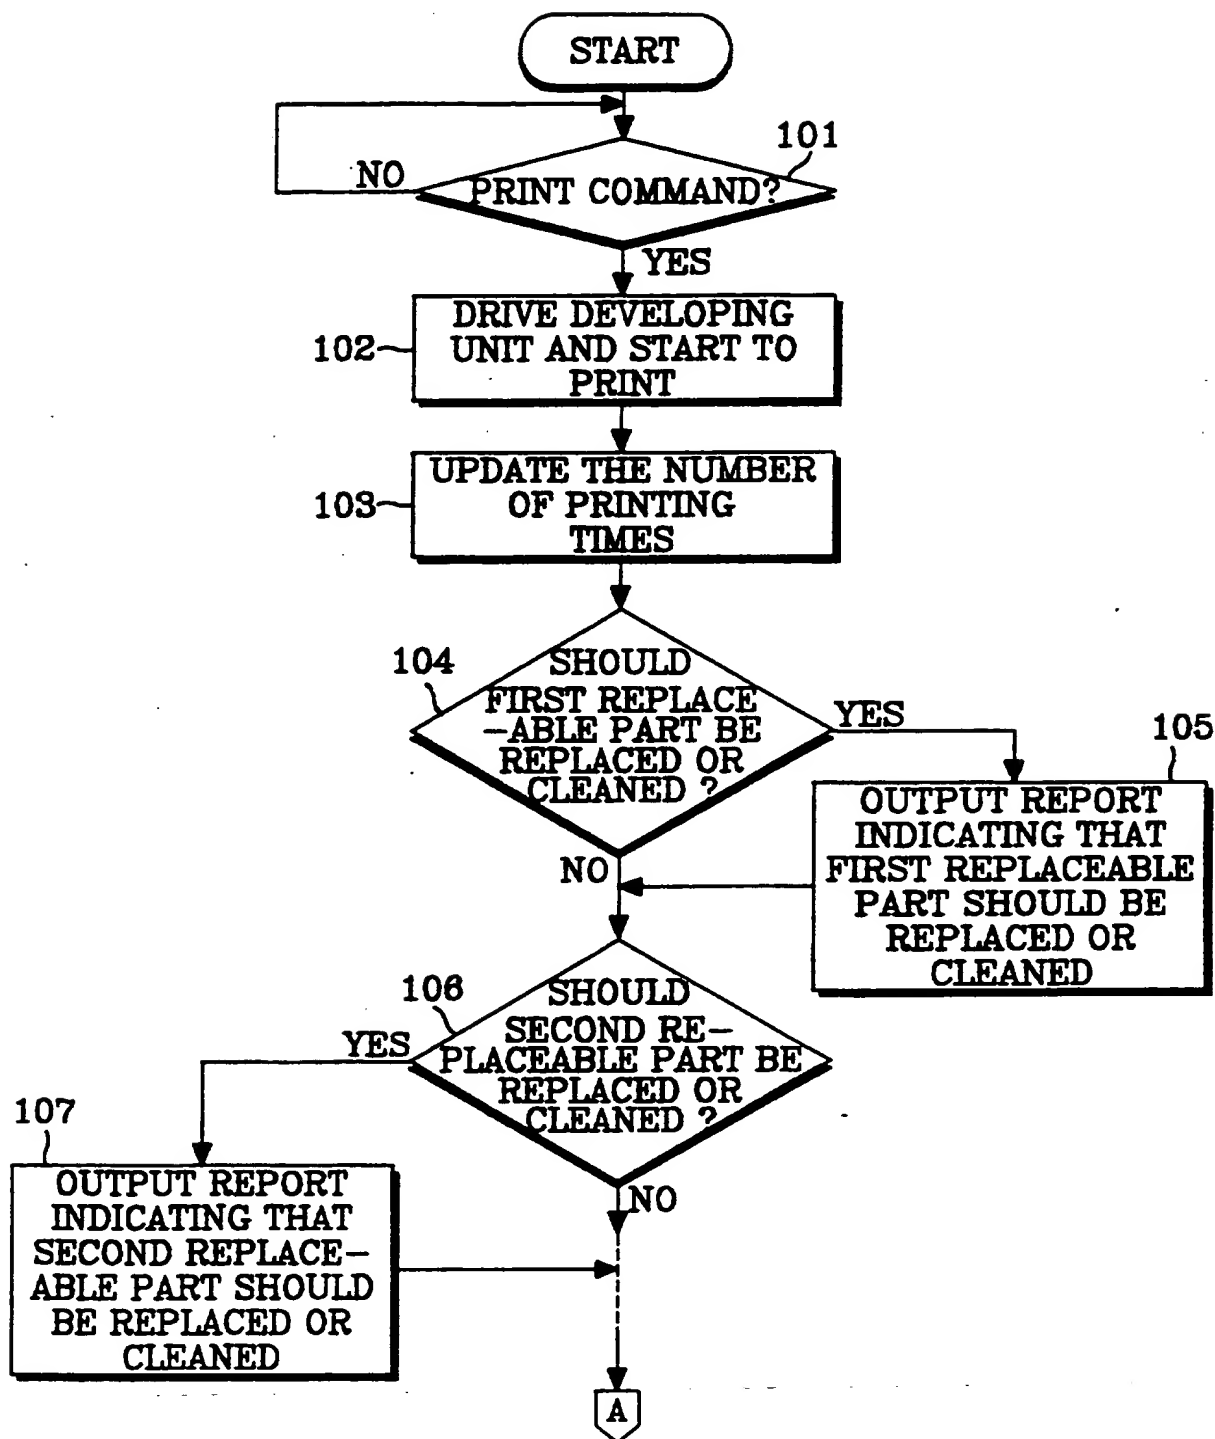 START
101
NO
PRINT COMMAND?
YES
102
DRIVE DEVELOPING
UNIT AND START TO
PRINT
103
UPDATE THE NUMBER
OF PRINTING
TIMES
104
SHOULD
FIRST REPLACE
-ABLE PART BE
REPLACED OR
CLEANED ?
YES
105
OUTPUT REPORT
INDICATING THAT
FIRST REPLACEABLE
PART SHOULD BE
REPLACED OR
CLEANED
NO
106
SHOULD
SECOND RE-
PLACEABLE PART BE
REPLACED OR
CLEANED ?
YES
107
OUTPUT REPORT
INDICATING THAT
SECOND REPLACE-
ABLE PART SHOULD
BE REPLACED OR
CLEANED
NO
A